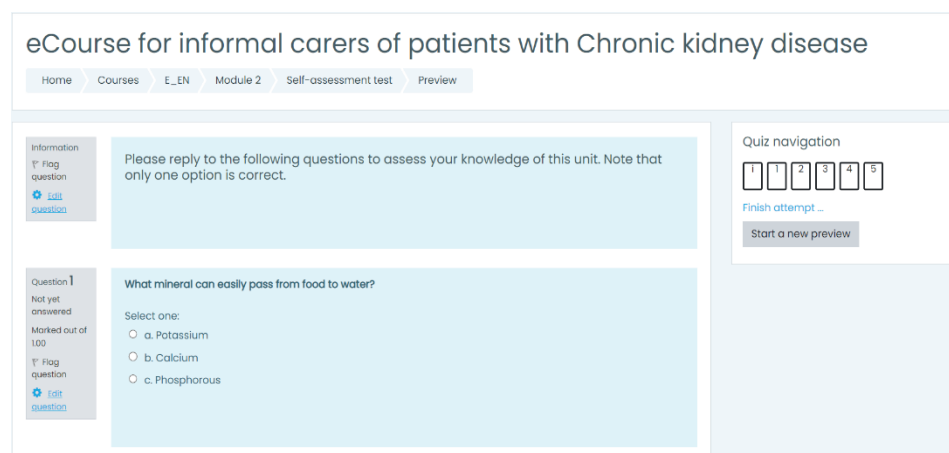 eCourse for informal carers of patients with Chronic kidney disease
Home Courses E_EN Module 2 Self-assessment test Preview
Information
Flag
question
Edit
question
Please reply to the following questions to assess your knowledge of this unit. Note that
only one option is correct.
Quiz navigation
i 1 2 3 4 5
Finish attempt ...
Start a new preview
Question 1
Not yet
answered
Marked out of
1.00
Flag
question
Edit
question
What mineral can easily pass from food to water?
Select one:
a. Potassium
b. Calcium
c. Phosphorous